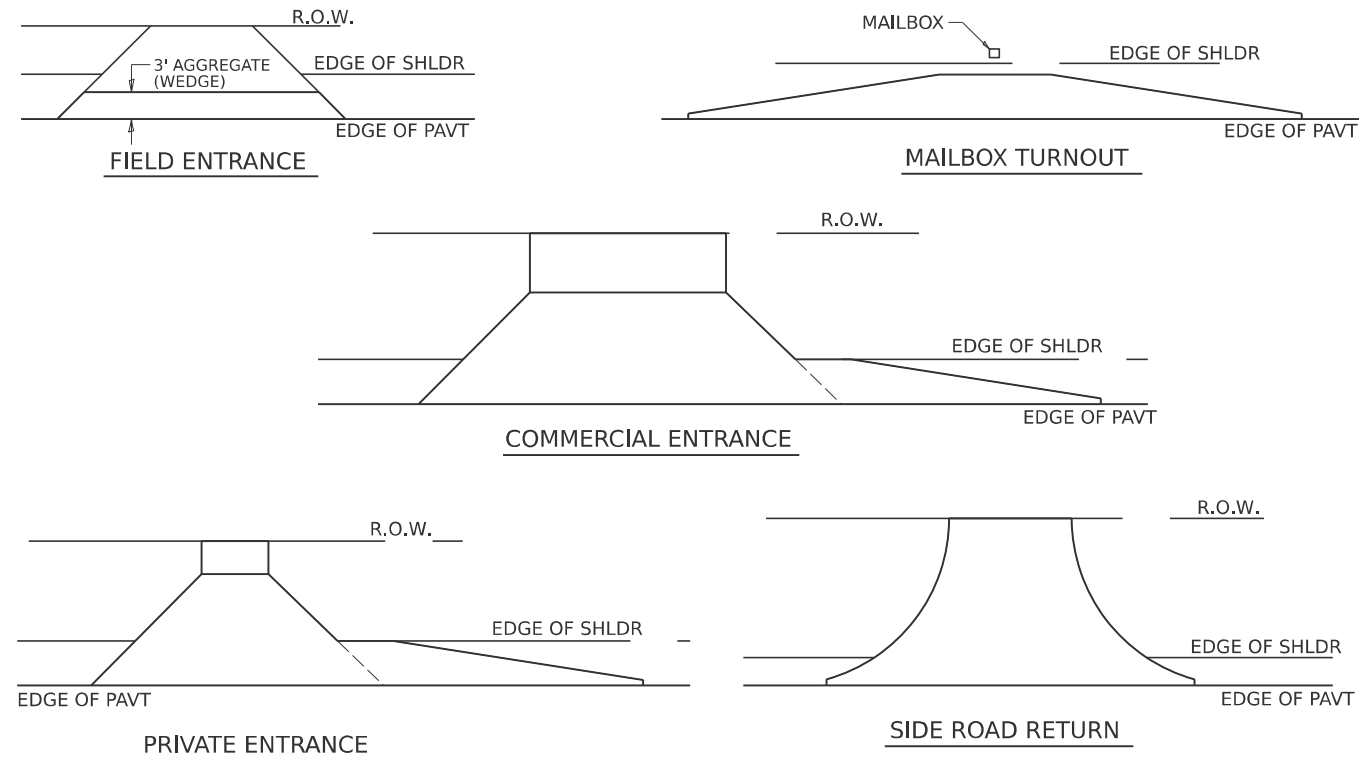 R.O.W.
3' AGGREGATE
(WEDGE)
EDGE OF SHLDR
EDGE OF PAVT
FIELD ENTRANCE
MAILBOX
EDGE OF SHLDR
EDGE OF PAVT
MAILBOX TURNOUT
R.O.W.
EDGE OF SHLDR
EDGE OF PAVT
COMMERCIAL ENTRANCE
R.O.W.
EDGE OF SHLDR
EDGE OF PAVT
PRIVATE ENTRANCE
R.O.W.
EDGE OF SHLDR
EDGE OF PAVT
SIDE ROAD RETURN